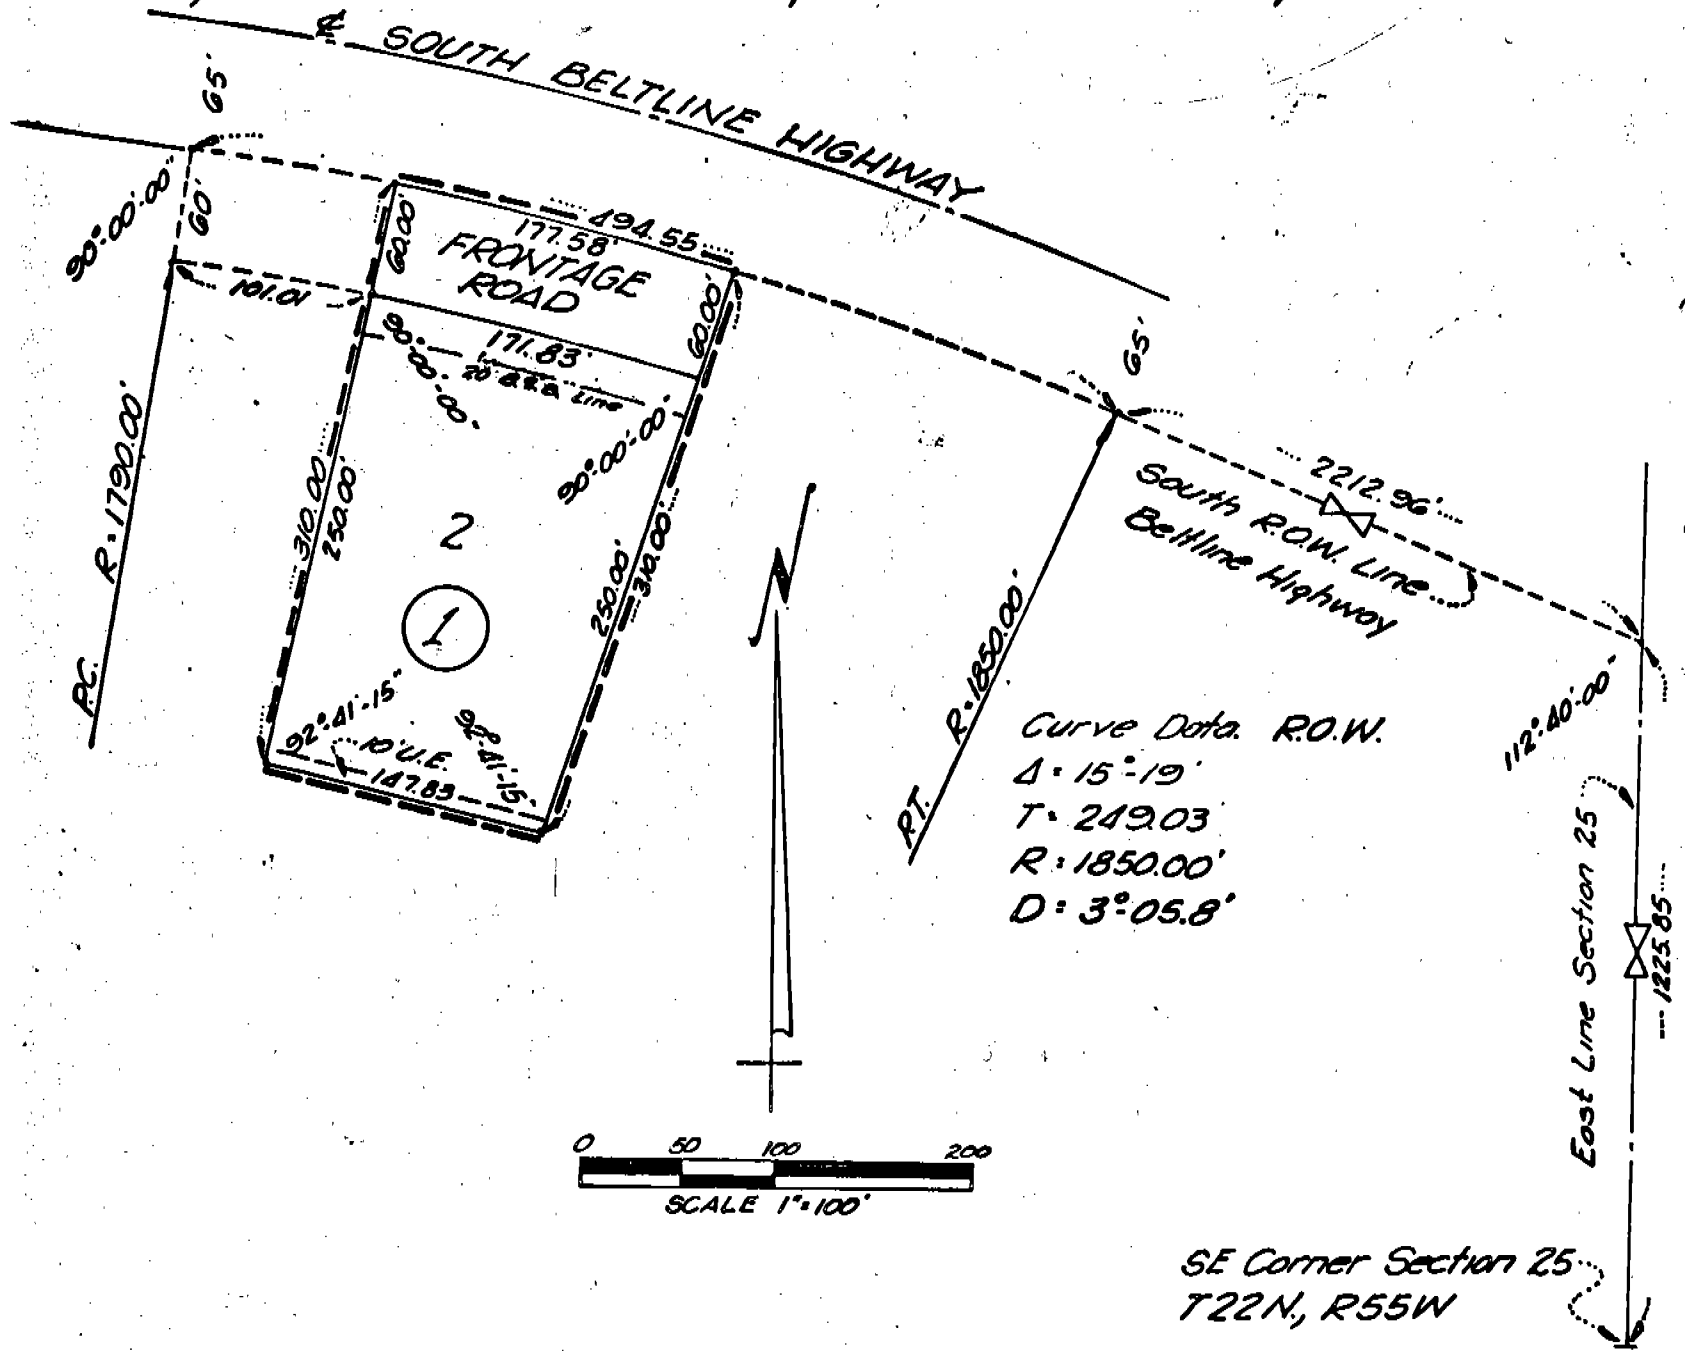 ℄ SOUTH BELTLINE HIGHWAY
65'
90°-00'-00"
60'
101.01
60.00'
494.55
177.58'
FRONTAGE
ROAD
60.00'
171.83'
20' B.S.B. Line
90°-00'-00"
90°-00'-00"
R=1790.00'
P.C.
310.00'
250.00'
2
1
250.00'
310.00'
92°-41'-15"
92°-41'-15"
10' U.E.
147.83
65'
2212.96'
South R.O.W. Line
Beltline Highway
R=1850.00'
P.T.
112°-40'-00"
Curve Data R.O.W.
Δ = 15°-19'
T = 249.03'
R = 1850.00'
D = 3°-05.8'
East Line Section 25
1225.85
0 50 100 200
SCALE 1"=100'
SE Corner Section 25
T22N., R55W